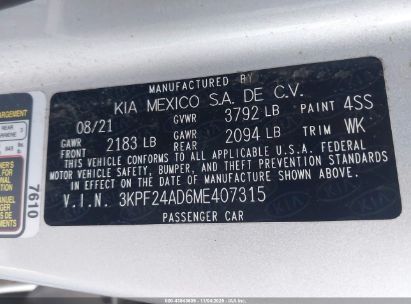 MANUFACTURED BY
KIA MEXICO S.A. DE C.V.
08/21 GVWR 3792 LB PAINT 4SS
GAWR FRONT 2183 LB GAWR REAR 2094 LB TRIM WK
THIS VEHICLE CONFORMS TO ALL APPLICABLE U.S.A. FEDERAL
MOTOR VEHICLE SAFETY, BUMPER, AND THEFT PREVENTION STANDARDS
IN EFFECT ON THE DATE OF MANUFACTURE SHOWN ABOVE.
V.I.N. 3KPF24AD6ME407315
PASSENGER CAR
REAR
7610